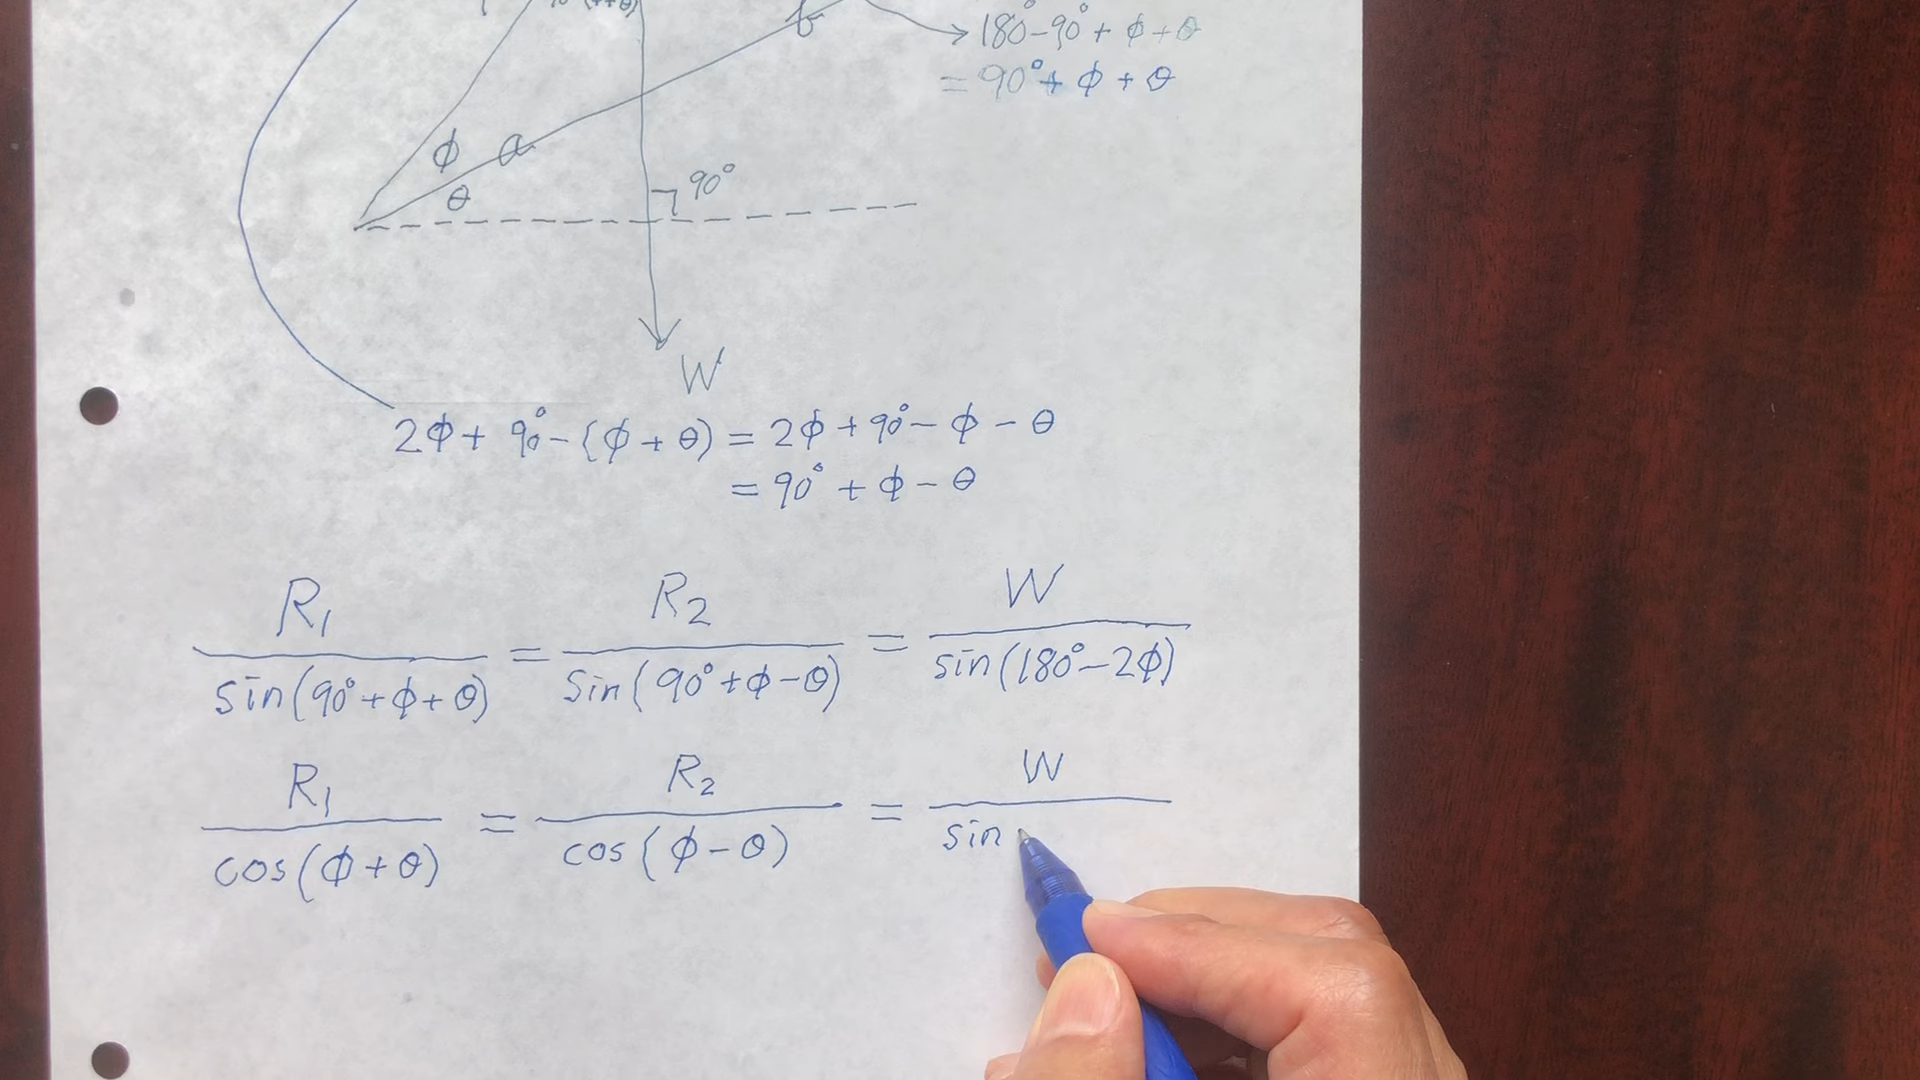 b
180° - 90° + ϕ + θ
= 90° + ϕ + θ
ϕ a
θ
90°
W
2ϕ + 90° - (ϕ + θ) = 2ϕ + 90° - ϕ - θ
= 90° + ϕ - θ
R₁ / sin(90° + ϕ + θ) = R₂ / sin(90° + ϕ - θ) = W / sin(180° - 2ϕ)
R₁ / cos(ϕ + θ) = R₂ / cos(ϕ - θ) = W / sin